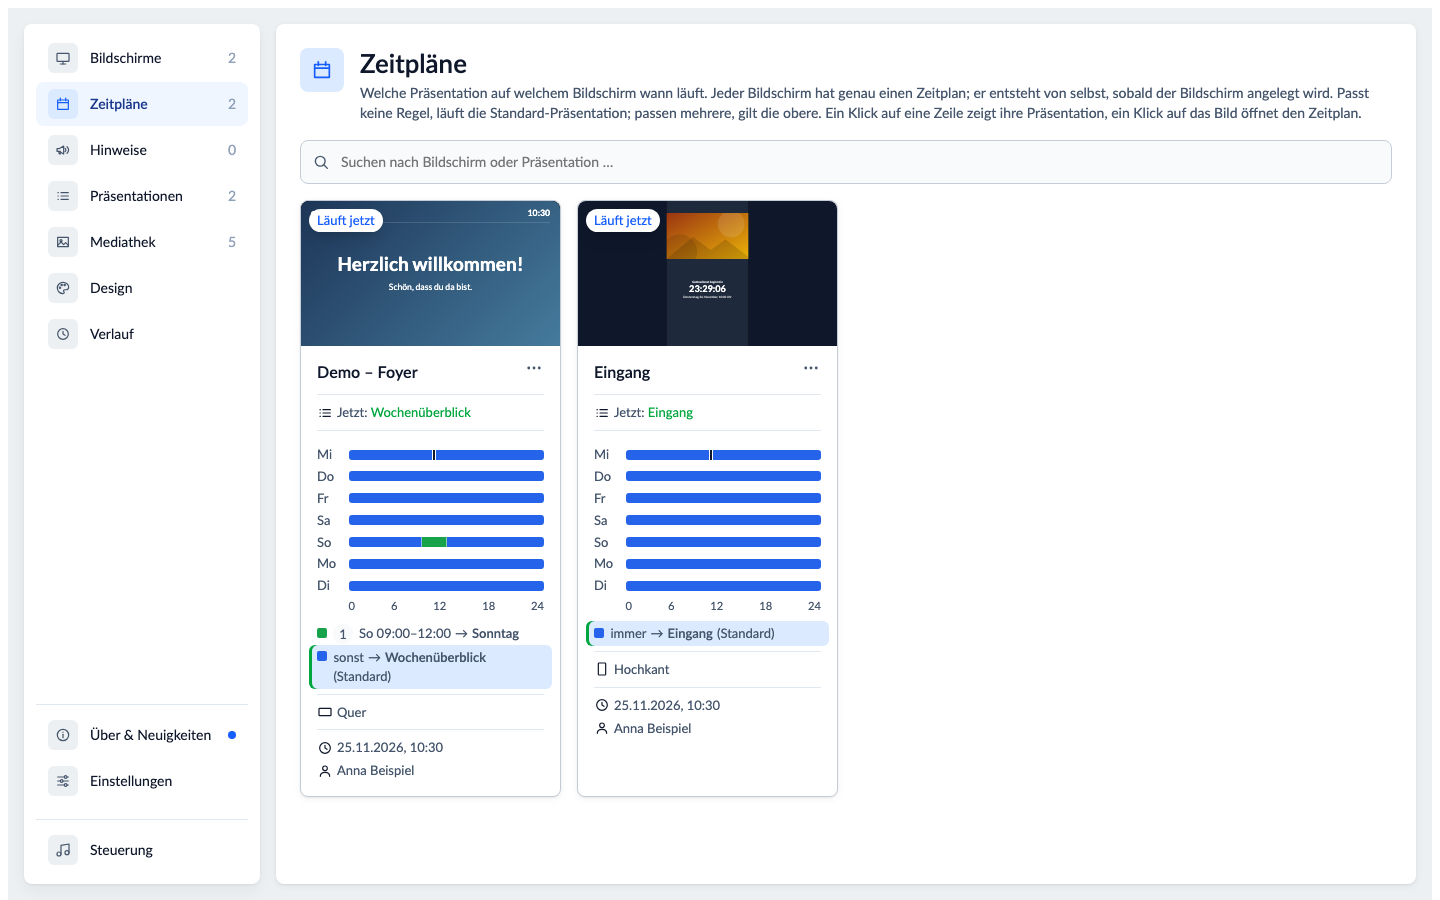 Bildschirme 2
Zeitpläne 2
Hinweise 0
Präsentationen 2
Mediathek 5
Design
Verlauf
Über & Neuigkeiten
Einstellungen
Steuerung
Zeitpläne
Welche Präsentation auf welchem Bildschirm wann läuft. Jeder Bildschirm hat genau einen Zeitplan; er entsteht von selbst, sobald der Bildschirm angelegt wird. Passt
keine Regel, läuft die Standard-Präsentation; passen mehrere, gilt die obere. Ein Klick auf eine Zeile zeigt ihre Präsentation, ein Klick auf das Bild öffnet den Zeitplan.
Suchen nach Bildschirm oder Präsentation ...
Läuft jetzt
10:30
Herzlich willkommen!
Schön, dass du da bist.
Demo – Foyer
Jetzt: Wochenüberblick
Mi
Do
Fr
Sa
So
Mo
Di
0 6 12 18 24
1 So 09:00–12:00 → Sonntag
sonst → Wochenüberblick
(Standard)
Quer
25.11.2026, 10:30
Anna Beispiel
Läuft jetzt
23:29:06
Eingang
Jetzt: Eingang
Mi
Do
Fr
Sa
So
Mo
Di
0 6 12 18 24
immer → Eingang (Standard)
Hochkant
25.11.2026, 10:30
Anna Beispiel